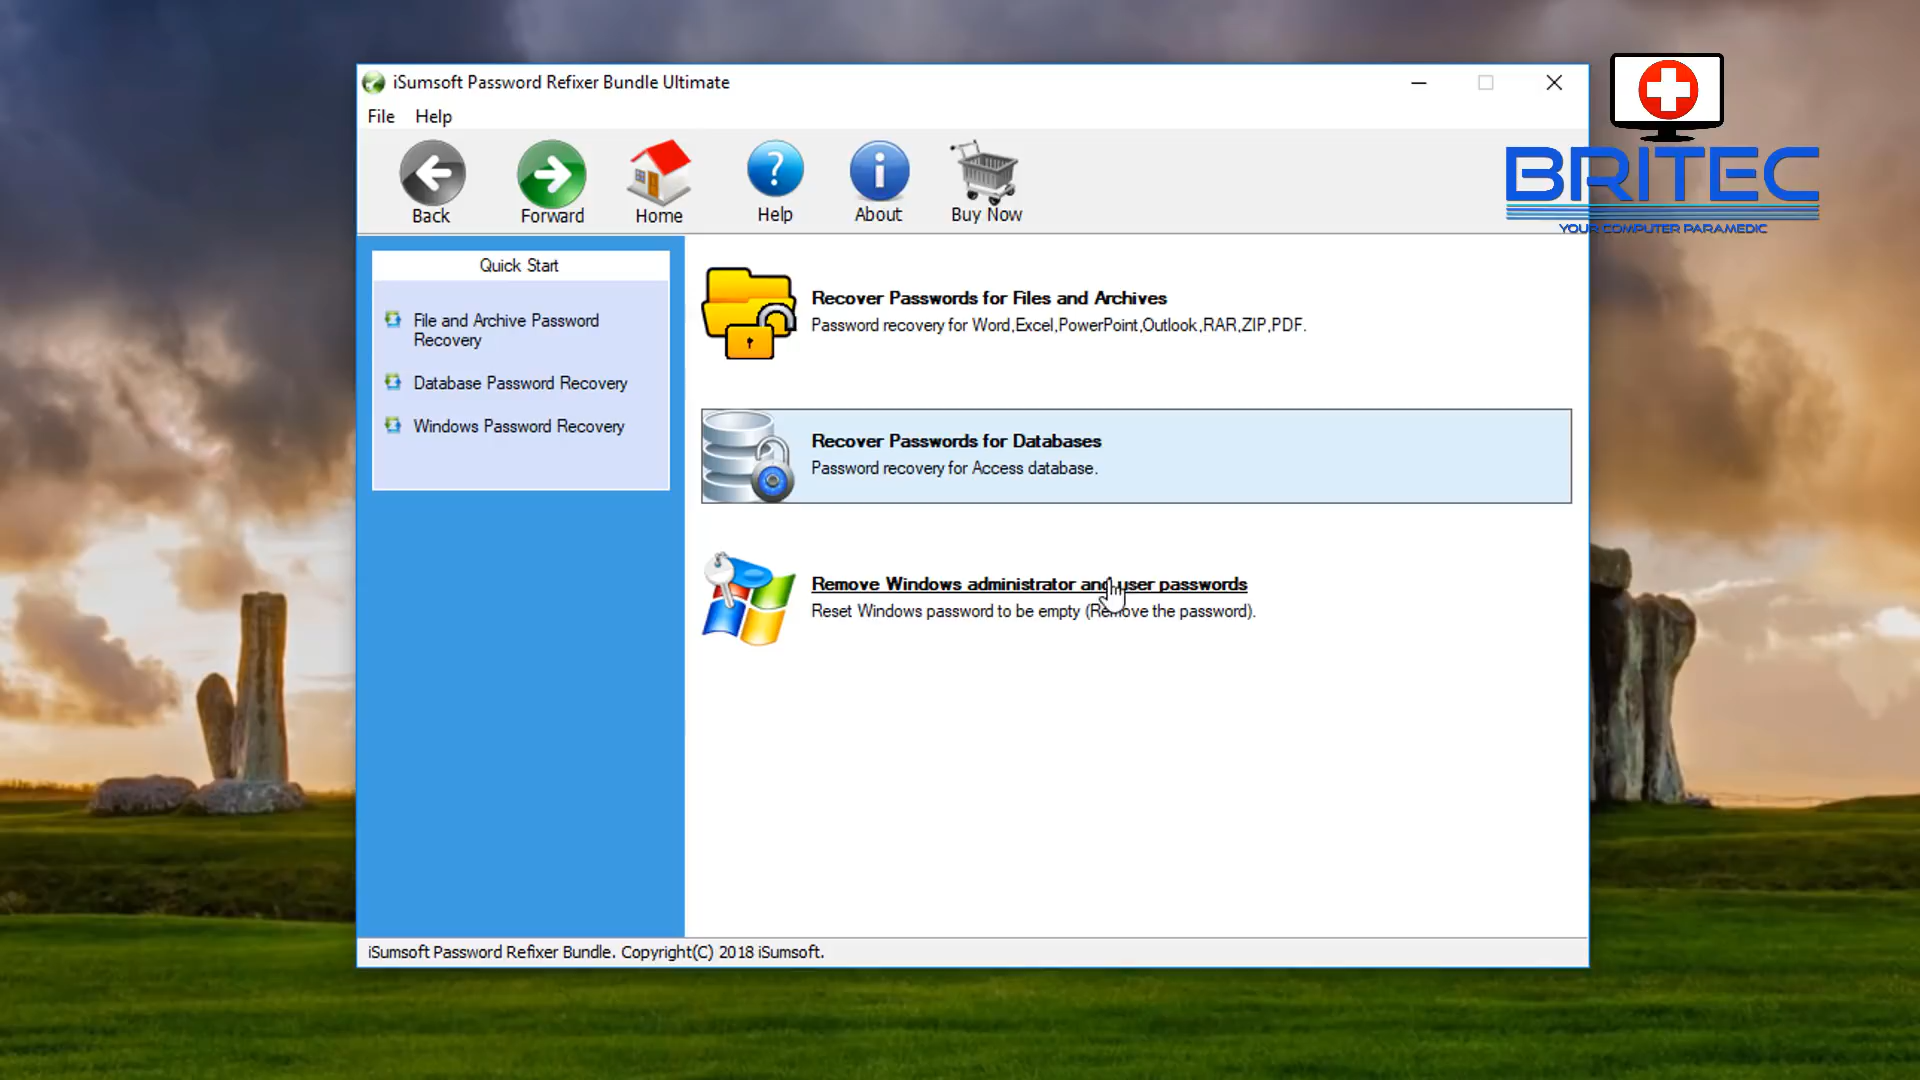 iSumsoft Password Refixer Bundle Ultimate
File Help
Back Forward Home Help About Buy Now
BRITEC
YOUR COMPUTER PARAMEDIC
Quick Start
File and Archive Password
Recovery
Database Password Recovery
Windows Password Recovery
Recover Passwords for Files and Archives
Password recovery for Word,Excel,PowerPoint,Outlook,RAR,ZIP,PDF.
Recover Passwords for Databases
Password recovery for Access database.
Remove Windows administrator and user passwords
Reset Windows password to be empty (Remove the password).
iSumsoft Password Refixer Bundle. Copyright(C) 2018 iSumsoft.